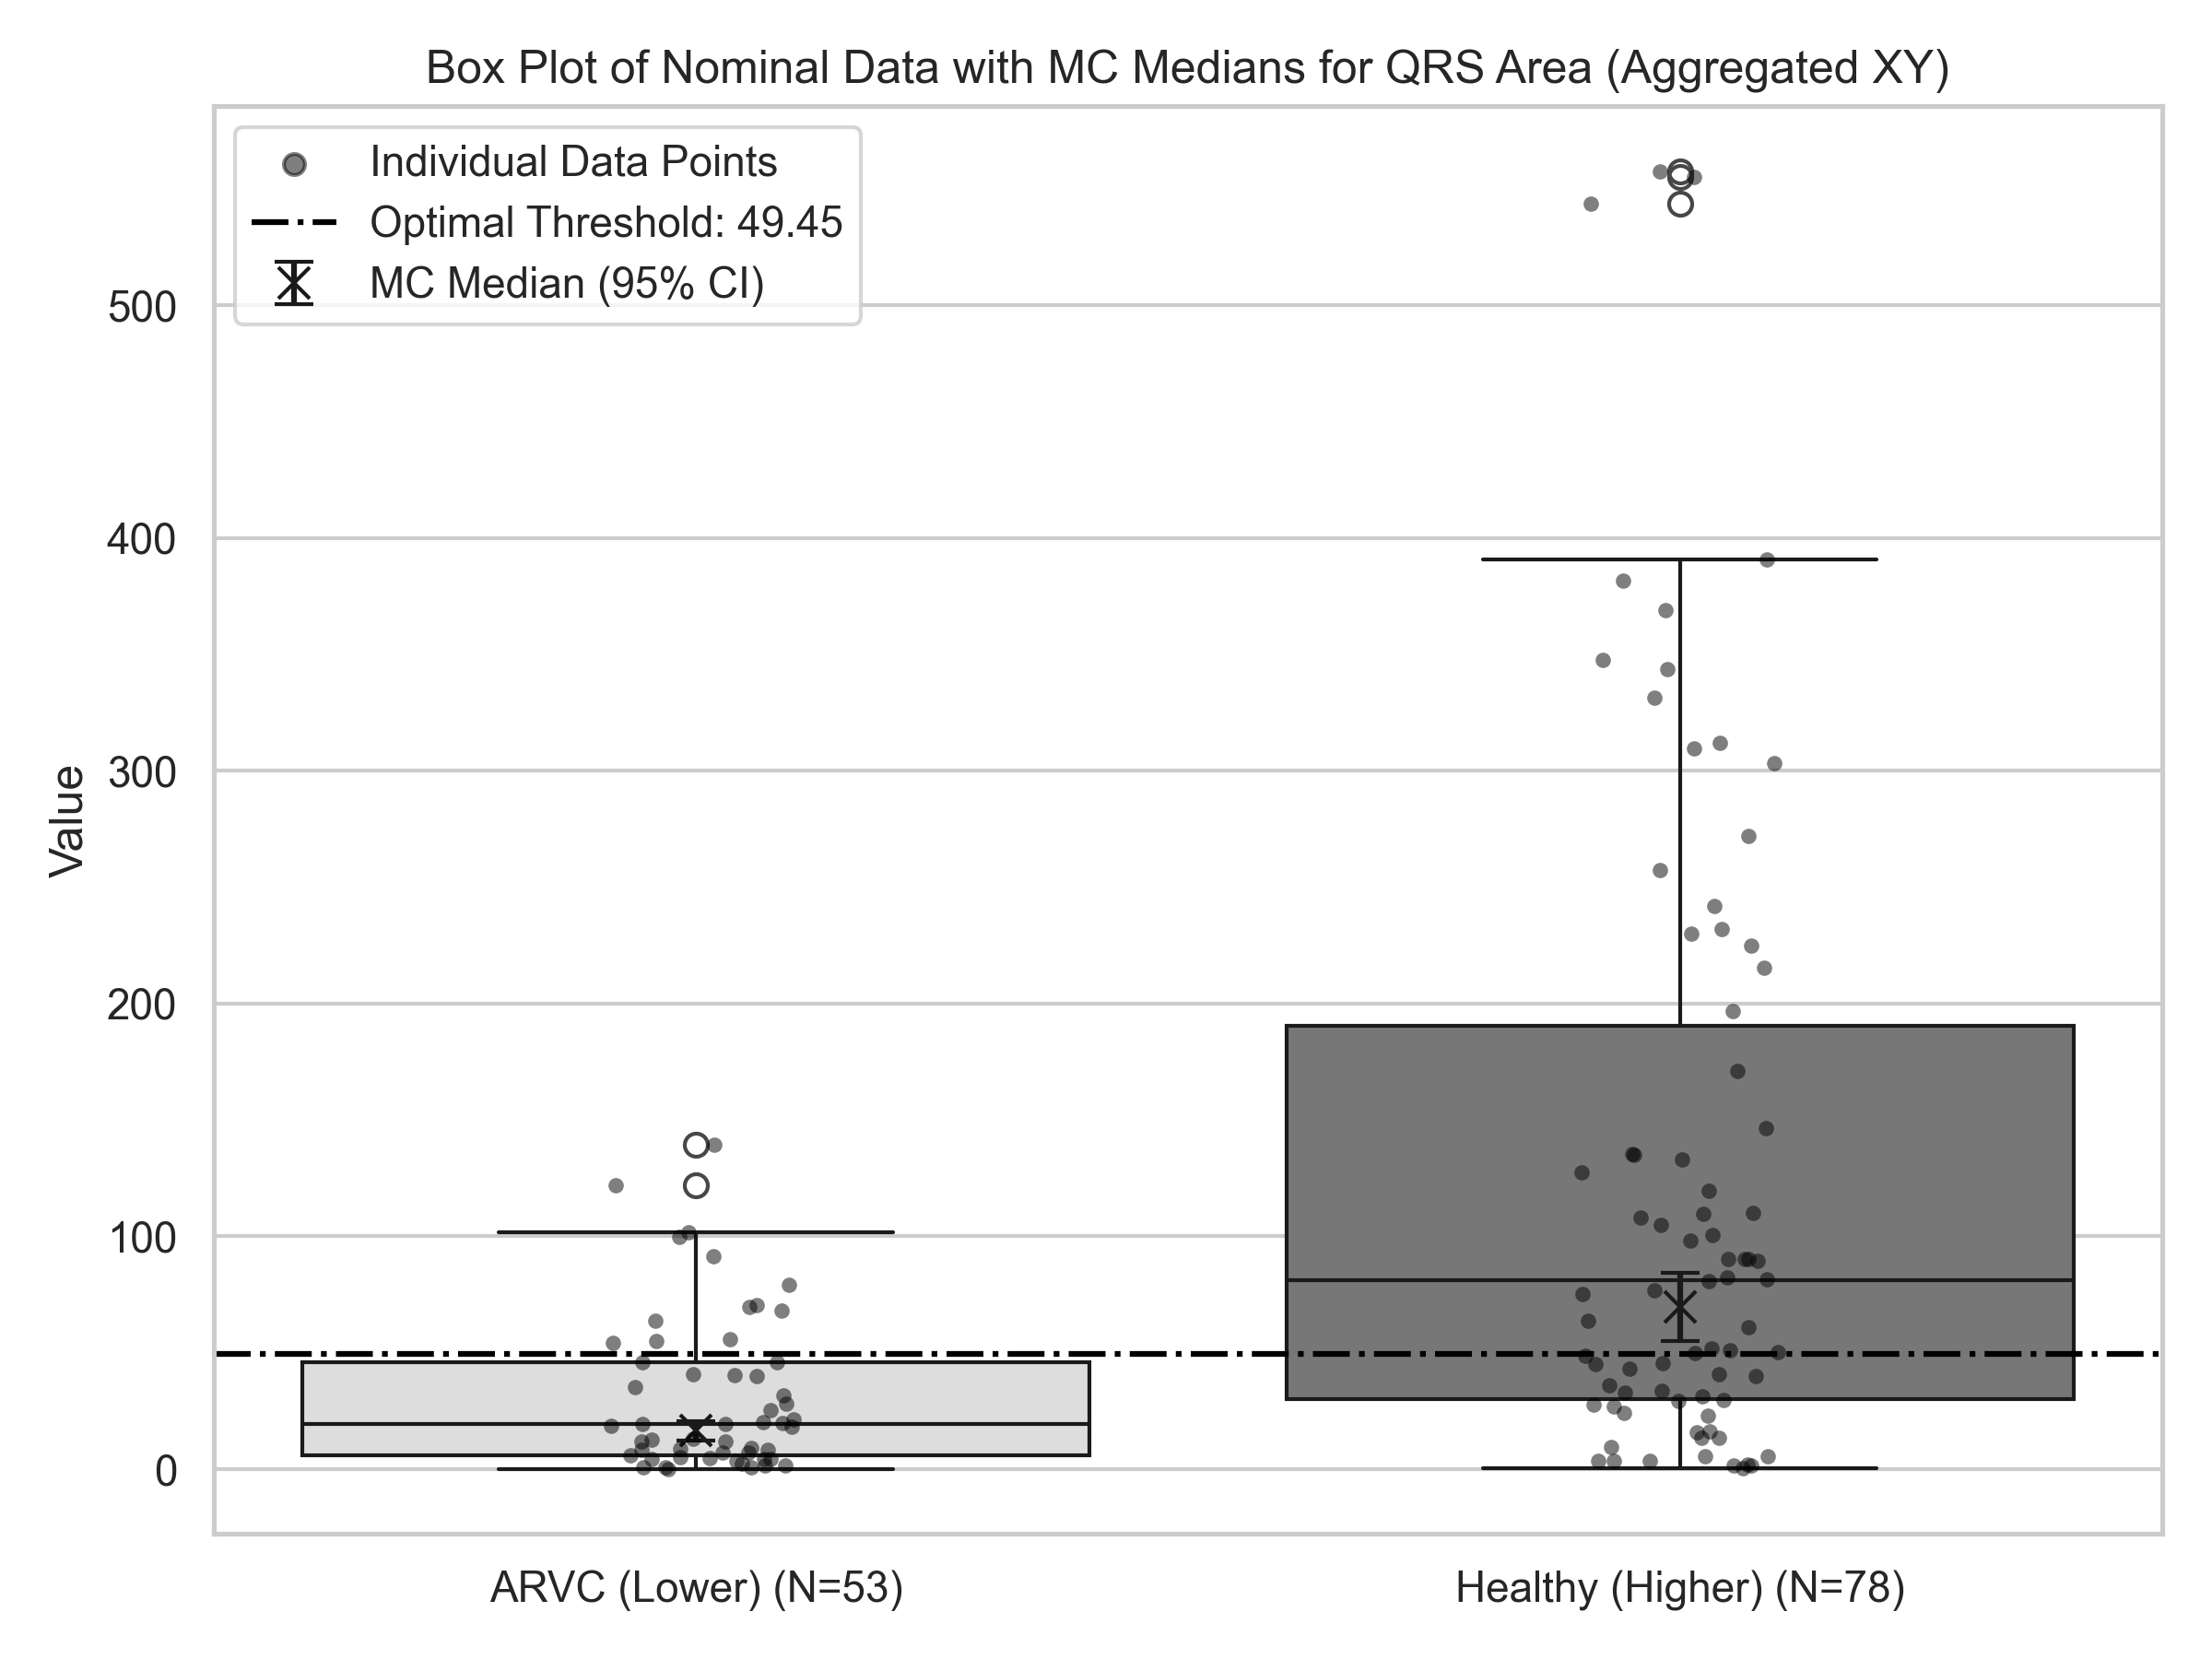 Box Plot of Nominal Data with MC Medians for QRS Area (Aggregated XY)
Individual Data Points
Optimal Threshold: 49.45
MC Median (95% CI)
500
400
300
200
100
0
Value
ARVC (Lower) (N=53)
Healthy (Higher) (N=78)